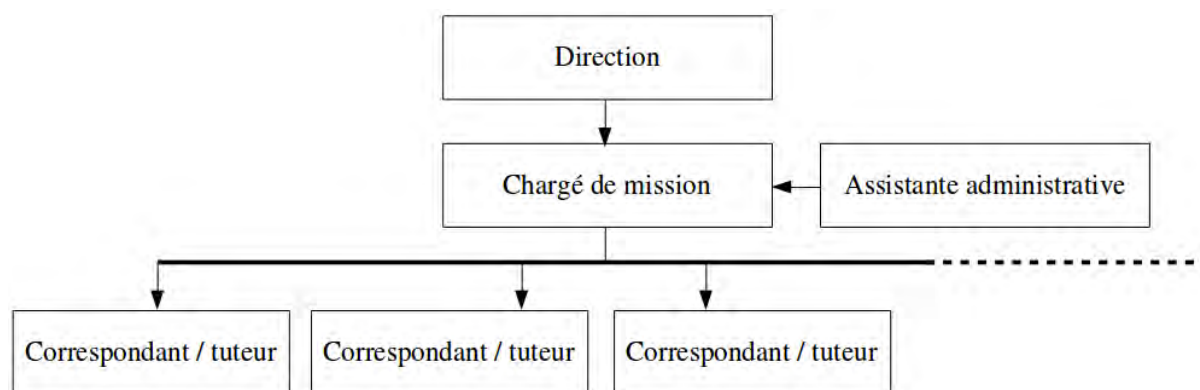 Direction
Chargé de mission
Assistante administrative
Correspondant / tuteur
Correspondant / tuteur
Correspondant / tuteur